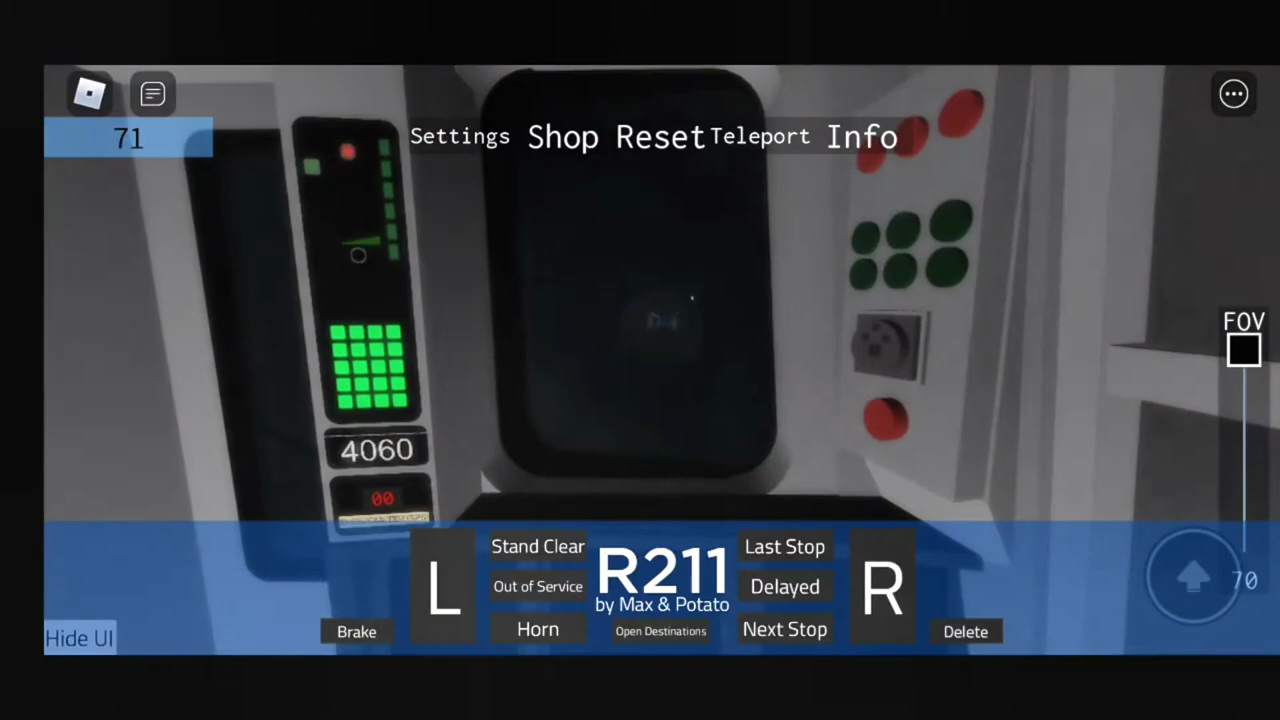 71
Settings Shop Reset Teleport Info
FOV
4060
00
L
Stand Clear
Out of Service
Horn
R211
by Max & Potato
Open Destinations
Last Stop
Delayed
Next Stop
R
70
Brake
Delete
Hide UI